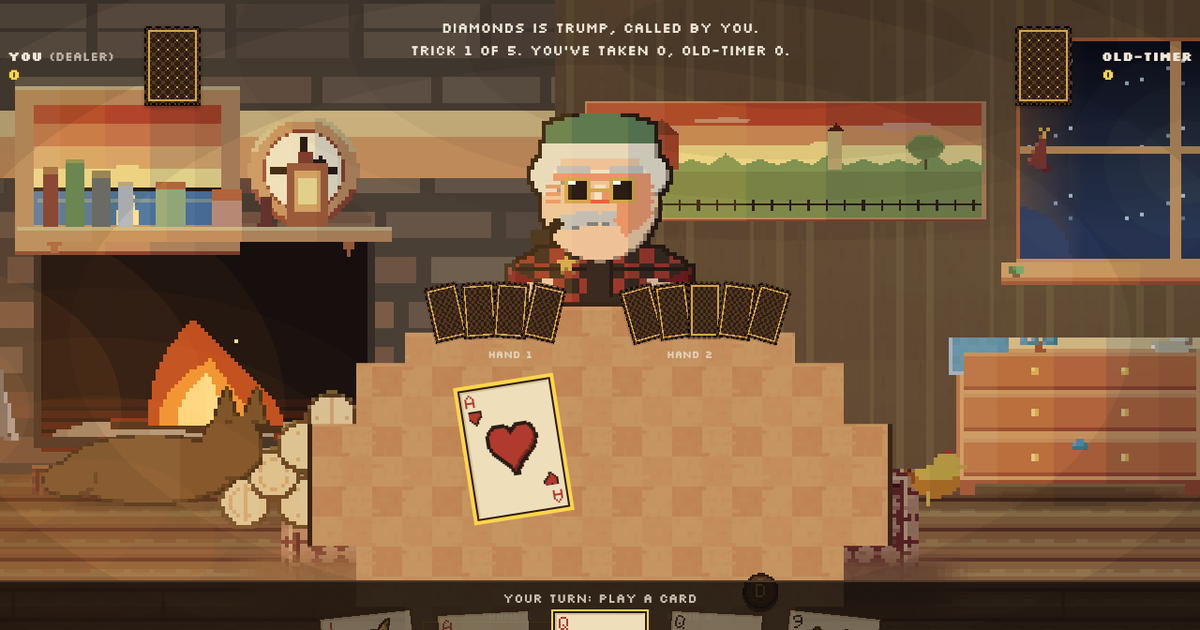 DIAMONDS IS TRUMP, CALLED BY YOU.
TRICK 1 OF 5. YOU'VE TAKEN 0, OLD-TIMER 0.
YOU (DEALER)
0
OLD-TIMER
0
HAND 1
HAND 2
A
A
D
YOUR TURN: PLAY A CARD
A
Q
Q
9